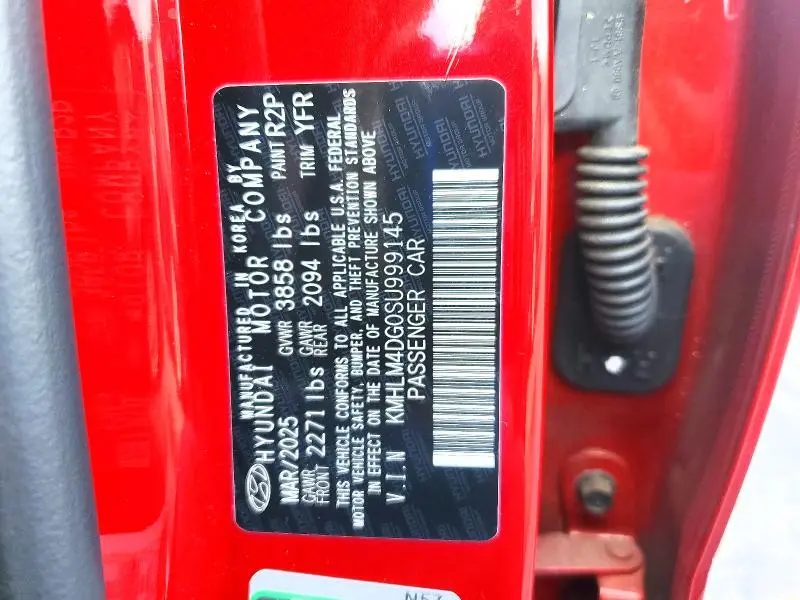 MANUFACTURED IN KOREA BY
HYUNDAI MOTOR COMPANY
MAR/2025 GVWR 3858 lbs PAINT R2P
GAWR FRONT 2271 lbs GAWR REAR 2094 lbs TRIM YFR
THIS VEHICLE CONFORMS TO ALL APPLICABLE U.S.A. FEDERAL
MOTOR VEHICLE SAFETY, BUMPER, AND THEFT PREVENTION STANDARDS
IN EFFECT ON THE DATE OF MANUFACTURE SHOWN ABOVE
V.I.N KMHLM4DG0SU999145
PASSENGER CAR